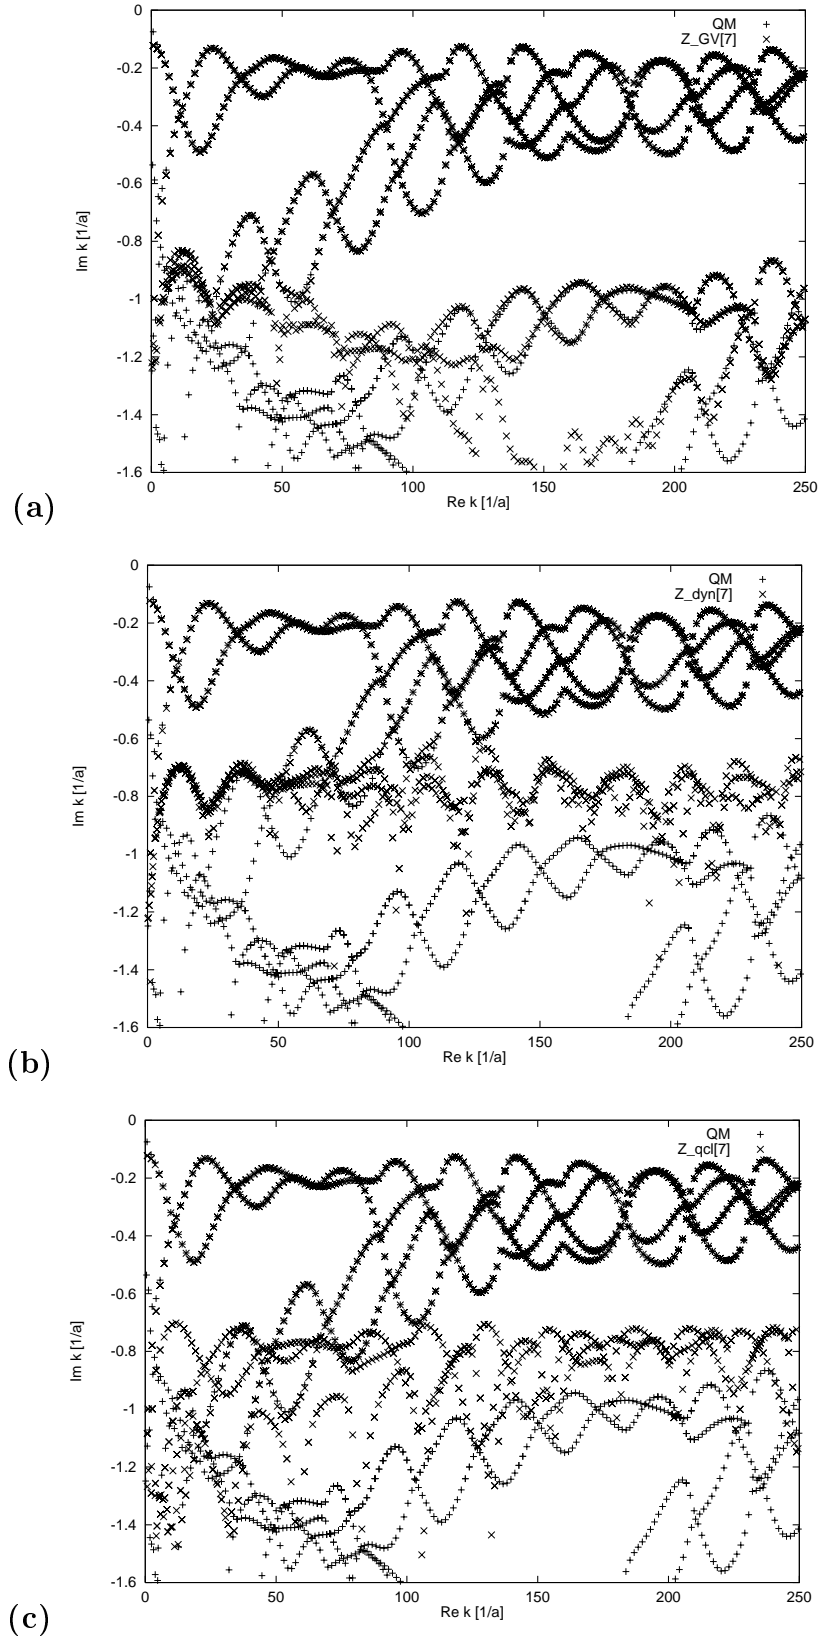 0
-0.2
-0.4
-0.6
-0.8
-1
-1.2
-1.4
-1.6
Im k [1/a]
QM +
Z_GV[7] ×
0 50 100 150 200 250
Re k [1/a]
(a)
0
-0.2
-0.4
-0.6
-0.8
-1
-1.2
-1.4
-1.6
Im k [1/a]
QM +
Z_dyn[7] ×
0 50 100 150 200 250
Re k [1/a]
(b)
0
-0.2
-0.4
-0.6
-0.8
-1
-1.2
-1.4
-1.6
Im k [1/a]
QM +
Z_qcl[7] ×
0 50 100 150 200 250
Re k [1/a]
(c)